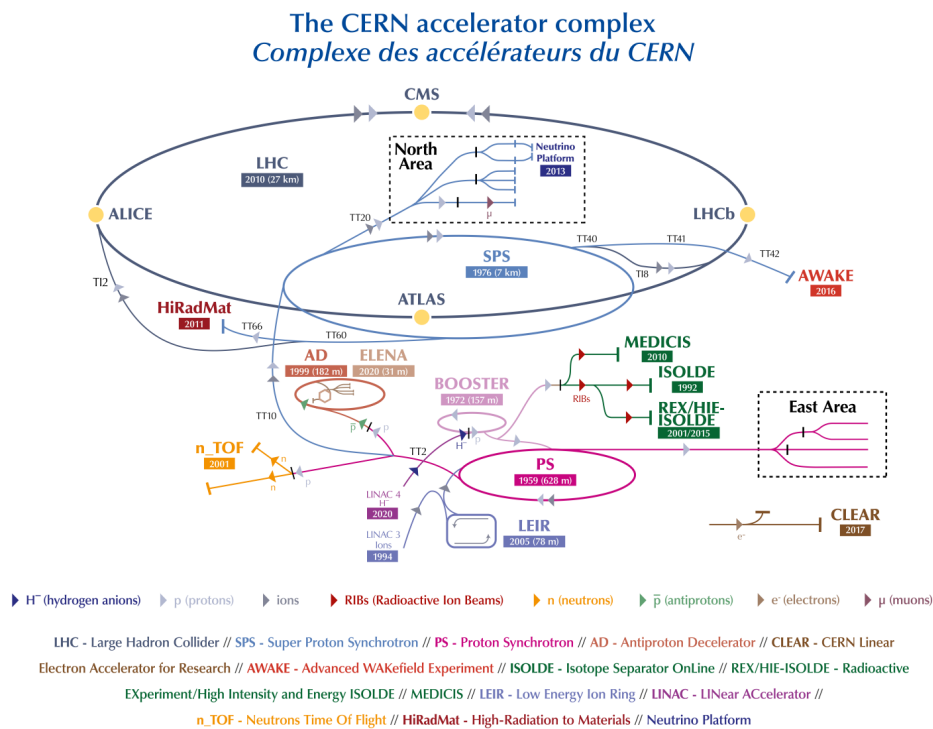 The CERN accelerator complex
Complexe des accélérateurs du CERN
CMS
North
Area
Neutrino
Platform
2013
LHC
2010 (27 km)
ALICE
LHCb
TT20
μ
SPS
1976 (7 km)
TT40
TT41
TT42
TI8
AWAKE
2016
TI2
HiRadMat
2011
ATLAS
TT66
TT60
AD
1999 (182 m)
ELENA
2020 (31 m)
MEDICIS
2010
BOOSTER
1972 (157 m)
ISOLDE
1992
RIBs
REX/HIE-
ISOLDE
2001/2015
East Area
TT10
p̅
p
H⁻
p
TT2
n_TOF
2001
n
n
p
PS
1959 (628 m)
LINAC 4
H⁻
2020
LINAC 3
Ions
1994
LEIR
2005 (78 m)
e⁻
CLEAR
2017
H⁻ (hydrogen anions)
p (protons)
ions
RIBs (Radioactive Ion Beams)
n (neutrons)
p̅ (antiprotons)
e⁻ (electrons)
μ (muons)
LHC - Large Hadron Collider // SPS - Super Proton Synchrotron // PS - Proton Synchrotron // AD - Antiproton Decelerator // CLEAR - CERN Linear
Electron Accelerator for Research // AWAKE - Advanced WAKefield Experiment // ISOLDE - Isotope Separator OnLine // REX/HIE-ISOLDE - Radioactive
EXperiment/High Intensity and Energy ISOLDE // MEDICIS // LEIR - Low Energy Ion Ring // LINAC - LINear ACcelerator //
n_TOF - Neutrons Time Of Flight // HiRadMat - High-Radiation to Materials // Neutrino Platform